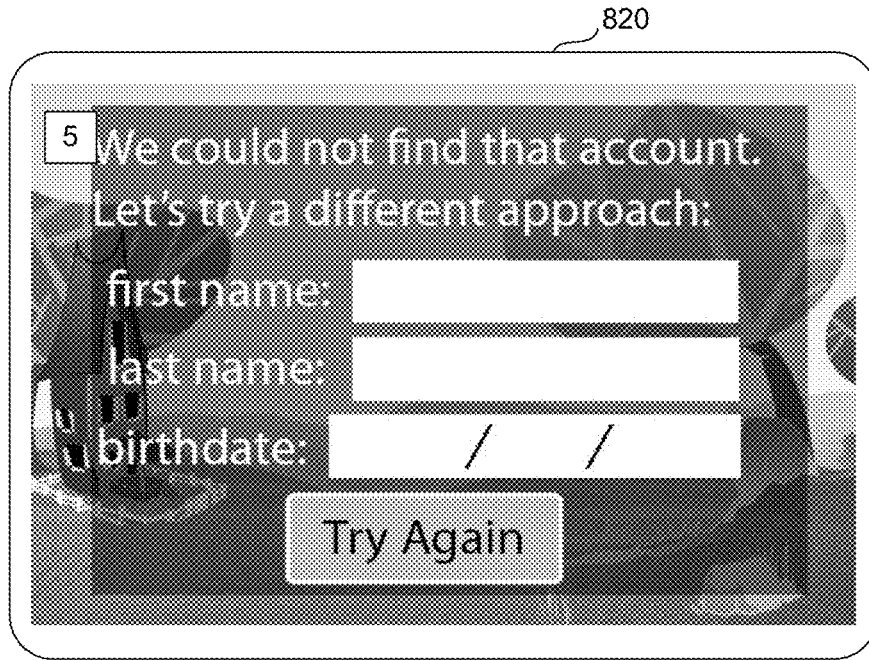 820
5
We could not find that account.
Let's try a different approach:
first name:
last name:
birthdate: / /
Try Again